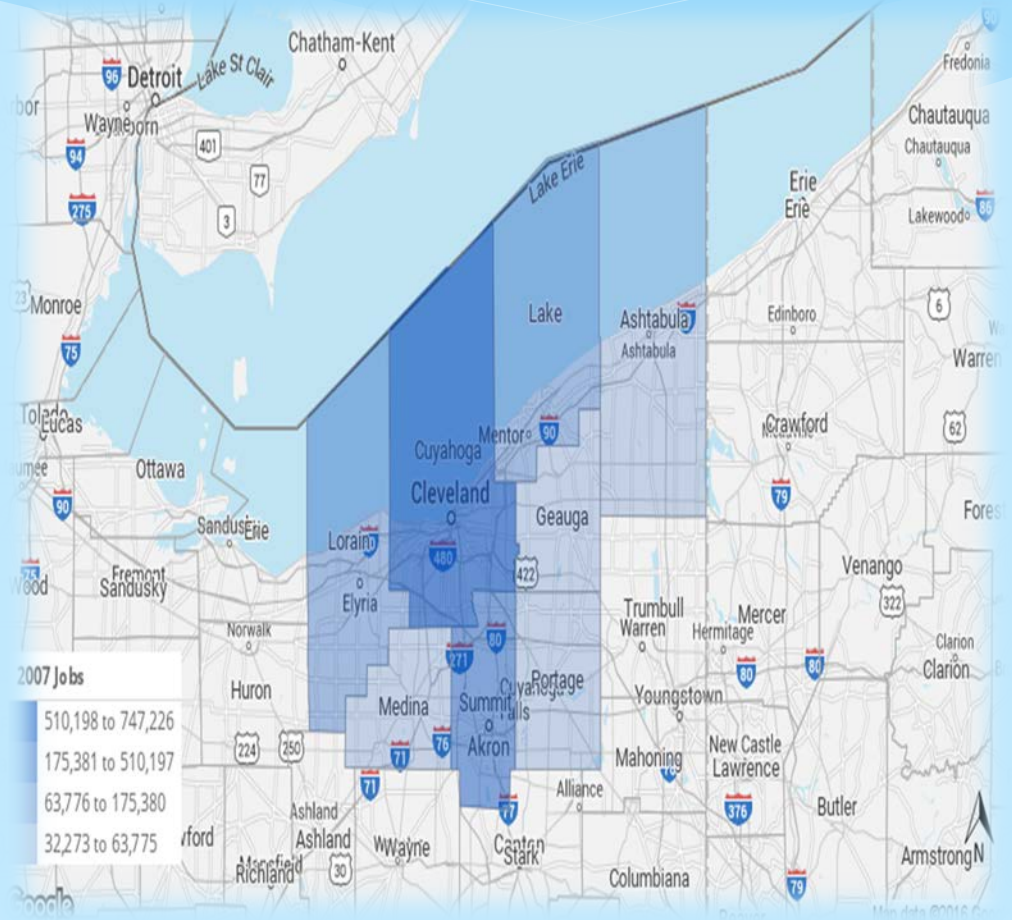 Chatham-Kent
96
Detroit
Lake St Clair
Fredonia
Wayne
401
Chautauqua
94
77
Chautauqua
275
3
Lake Erie
Erie
Erie
Lakewood
86
Monroe
Lake
Ashtabula
Edinboro
6
75
Ashtabula
Warren
Toledo
Lucas
Mentor
90
Crawford
62
Ottawa
Cuyahoga
90
Cleveland
79
Sandusky
Erie
Geauga
Lorain
480
422
Venango
Fremont
Sandusky
Elyria
322
Trumbull
Warren
Mercer
Norwalk
Hermitage
Clarion
271
80
80
80
Clarion
2007 Jobs
Huron
Portage
Cuyahoga
Falls
Youngstown
510,198 to 747,226
Medina
Summit
175,381 to 510,197
224
250
71
76
Akron
Mahoning
New Castle
Lawrence
63,776 to 175,380
71
Alliance
376
Butler
32,273 to 63,775
Ashland
77
Ashland
Wayne
Canton
Stark
Armstrong
N
Mansfield
Richland
30
Columbiana
79